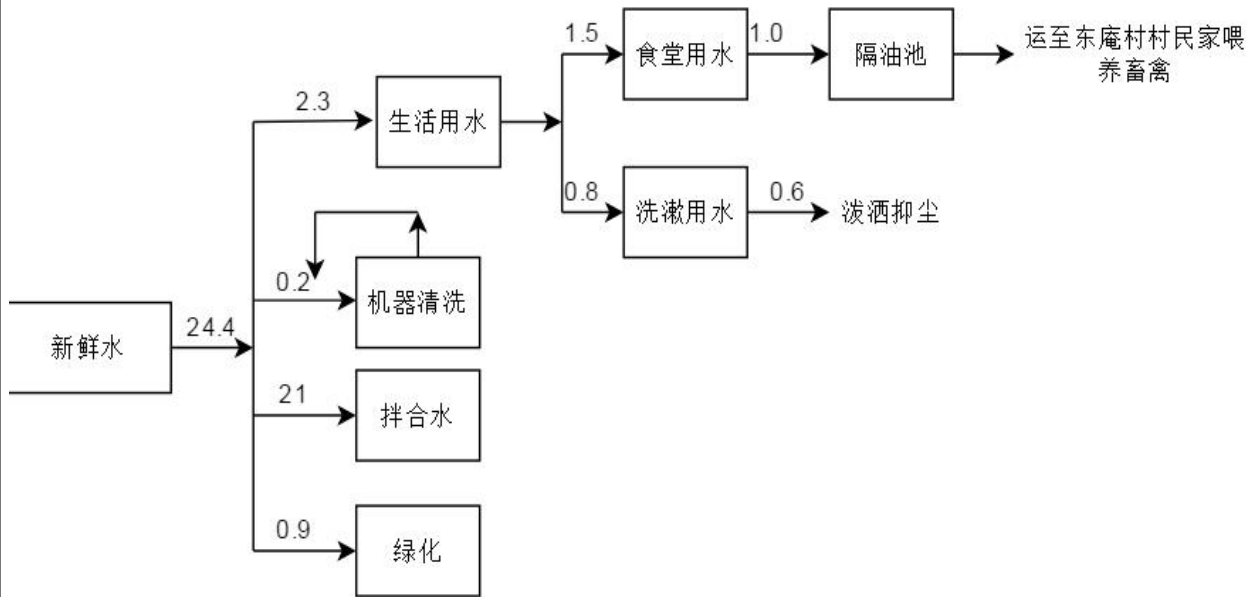 1.5
食堂用水
1.0
隔油池
运至东庵村村民家喂
养畜禽
2.3
生活用水
0.8
洗漱用水
0.6
泼洒抑尘
0.2
机器清洗
新鲜水
24.4
21
拌合水
0.9
绿化